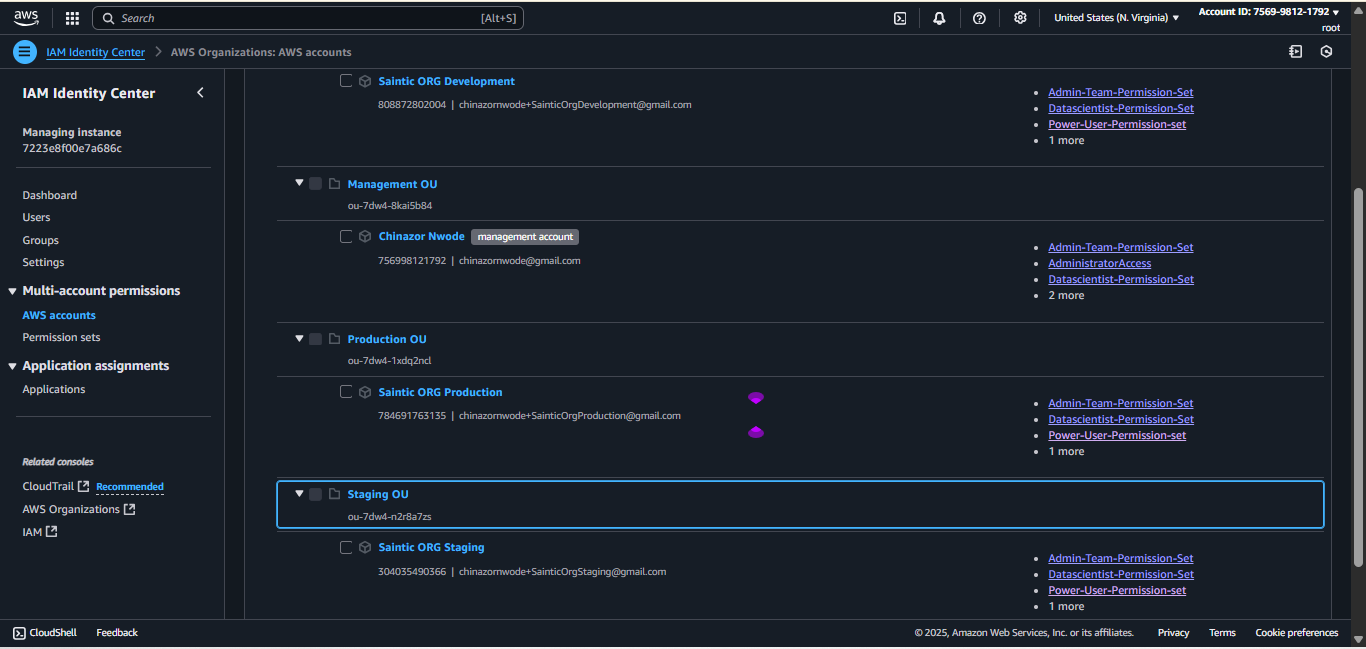 aws
Search
[Alt+S]
United States (N. Virginia)
Account ID: 7569-9812-1792
root
IAM Identity Center
AWS Organizations: AWS accounts
IAM Identity Center
Managing instance
7223e8f00e7a686c
Dashboard
Users
Groups
Settings
Multi-account permissions
AWS accounts
Permission sets
Application assignments
Applications
Related consoles
CloudTrail Recommended
AWS Organizations
IAM
Saintic ORG Development
808872802004 | chinazornwode+SainticOrgDevelopment@gmail.com
Admin-Team-Permission-Set
Datascientist-Permission-Set
Power-User-Permission-set
1 more
Management OU
ou-7dw4-8kai5b84
Chinazor Nwode management account
756998121792 | chinazornwode@gmail.com
Admin-Team-Permission-Set
AdministratorAccess
Datascientist-Permission-Set
2 more
Production OU
ou-7dw4-1xdq2ncl
Saintic ORG Production
784691763135 | chinazornwode+SainticOrgProduction@gmail.com
Admin-Team-Permission-Set
Datascientist-Permission-Set
Power-User-Permission-set
1 more
Staging OU
ou-7dw4-n2r8a7zs
Saintic ORG Staging
304035490366 | chinazornwode+SainticOrgStaging@gmail.com
Admin-Team-Permission-Set
Datascientist-Permission-Set
Power-User-Permission-set
1 more
CloudShell
Feedback
© 2025, Amazon Web Services, Inc. or its affiliates.
Privacy
Terms
Cookie preferences